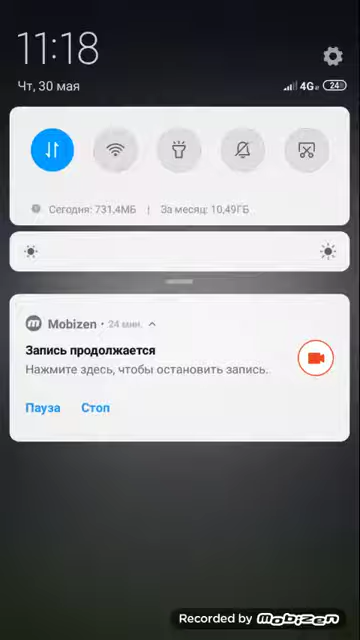 11:18
Чт, 30 мая
4G
24
Сегодня: 731,4МБ | За месяц: 10,49ГБ
Mobizen • 24 мин.
Запись продолжается
Нажмите здесь, чтобы остановить запись.
Пауза Стоп
Recorded by Mobizen